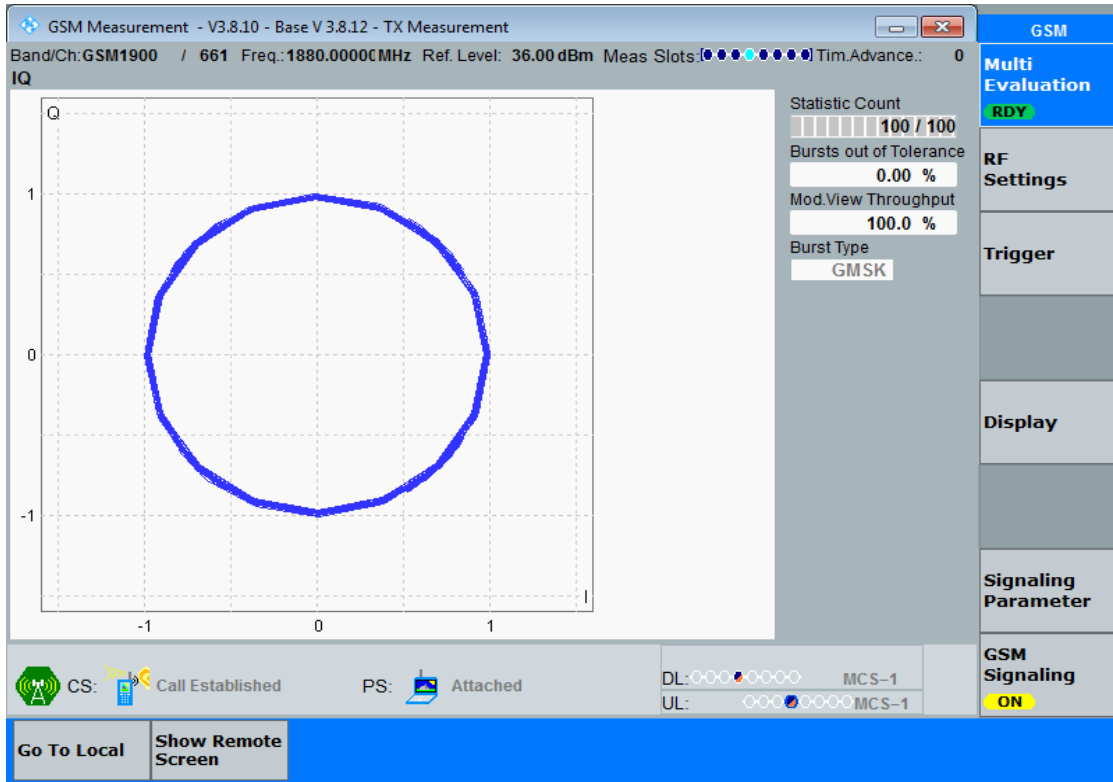 GSM Measurement - V3.8.10 - Base V 3.8.12 - TX Measurement
Band/Ch:GSM1900 / 661 Freq.:1880.00000MHz Ref. Level: 36.00 dBm Meas Slots: Tim.Advance.: 0
IQ
Q
1
0
-1
I
-1 0 1
Statistic Count
100 / 100
Bursts out of Tolerance
0.00 %
Mod.View Throughput
100.0 %
Burst Type
GMSK
CS: Call Established PS: Attached
DL: MCS-1
UL: MCS-1
GSM
Multi
Evaluation
RDY
RF
Settings
Trigger
Display
Signaling
Parameter
GSM
Signaling
ON
Go To Local
Show Remote
Screen